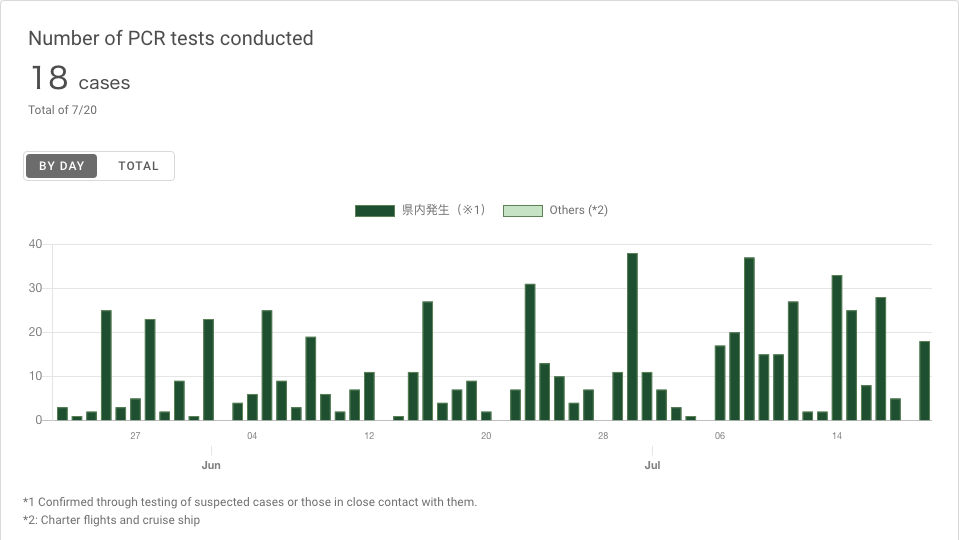 Number of PCR tests conducted
18 cases
Total of 7/20
BY DAY TOTAL
県内発生（※1） Others (*2)
40
30
20
10
0
27 04 12 20 28 06 14
Jun Jul
*1 Confirmed through testing of suspected cases or those in close contact with them.
*2: Charter flights and cruise ship